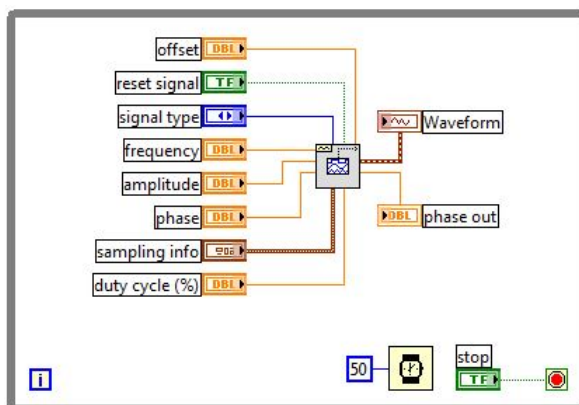 offset DBL
reset signal TF
signal type
frequency DBL
amplitude DBL
phase DBL
sampling info
duty cycle (%) DBL
Waveform
DBL phase out
i
50
stop
TF